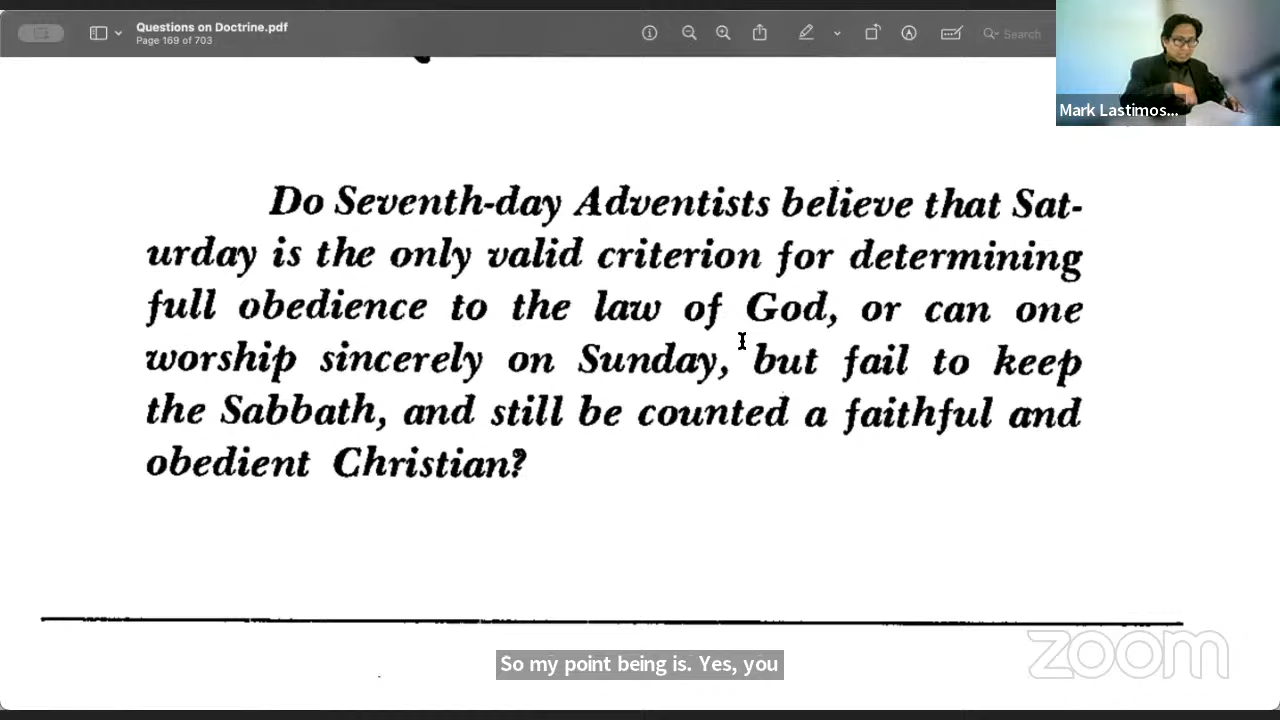 Questions on Doctrine.pdf
Page 169 of 703
Search
Mark Lastimos...
Do Seventh-day Adventists believe that Sat-
urday is the only valid criterion for determining
full obedience to the law of God, or can one
worship sincerely on Sunday, but fail to keep
the Sabbath, and still be counted a faithful and
obedient Christian?
zoom
So my point being is. Yes, you